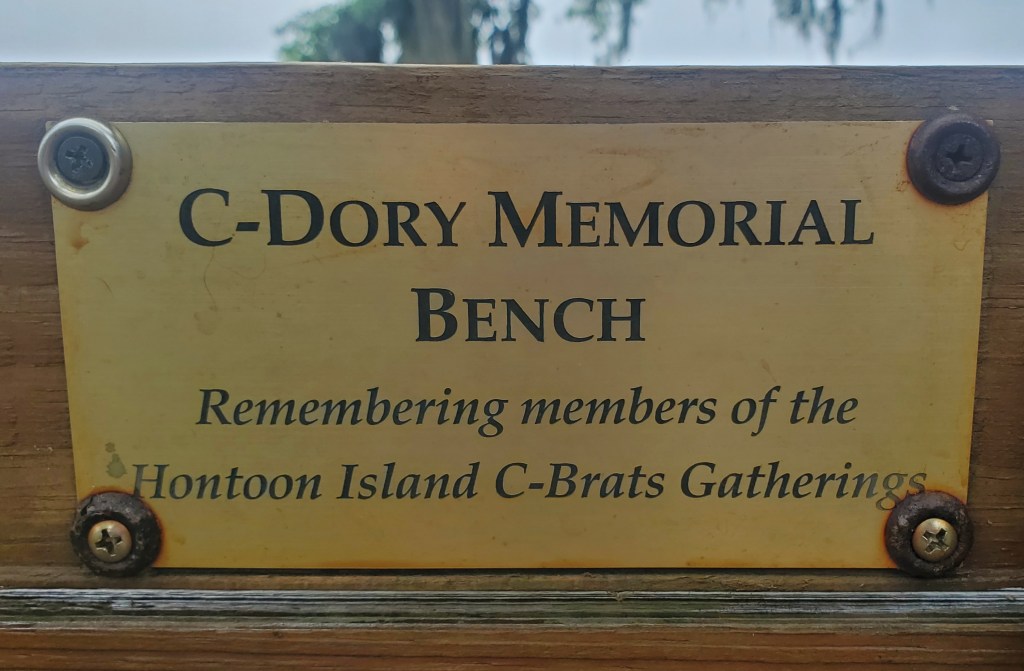 C-Dory Memorial
Bench
Remembering members of the
Hontoon Island C-Brats Gatherings